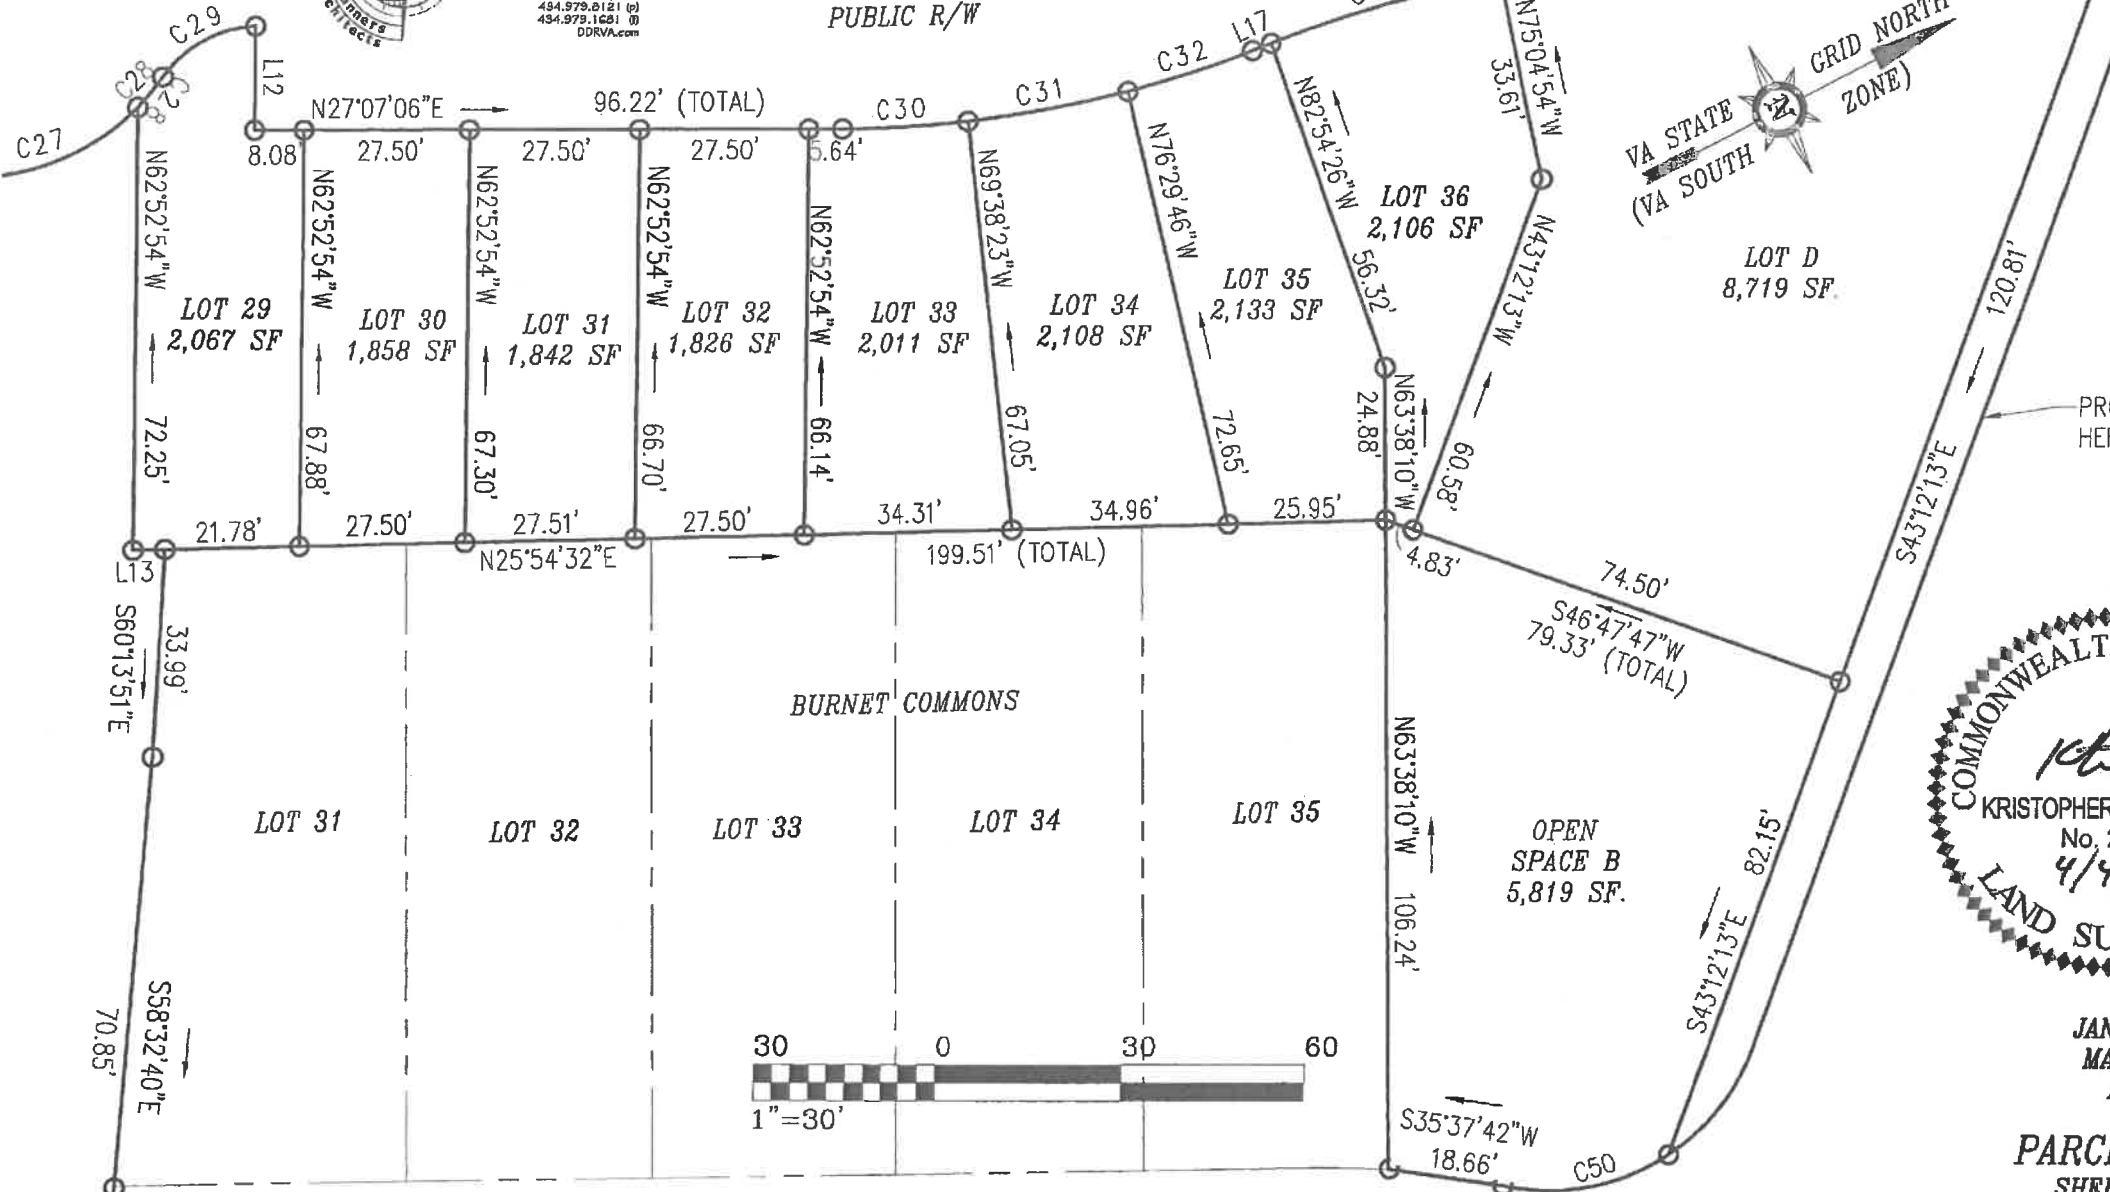 C29
Planners
434.979.8121 (p)
434.979.1681 (f)
DDRVA.com
PUBLIC R/W
L17
C32
C31
C30
L12
C27
N27°07'06"E
96.22' (TOTAL)
8.08'
27.50'
27.50'
27.50'
5.64'
N75°04'54"W
33.61'
GRID NORTH
VA STATE
(VA SOUTH
ZONE)
N
N62°52'54"W
72.25'
N62°52'54"W
67.88'
N62°52'54"W
67.30'
N62°52'54"W
66.70'
N62°52'54"W
66.14'
N69°38'23"W
67.05'
N76°29'46"W
72.65'
N82°54'26"W
56.32'
N63°38'10"W
24.88'
N43°12'13"W
60.58'
LOT 29
2,067 SF
LOT 30
1,858 SF
LOT 31
1,842 SF
LOT 32
1,826 SF
LOT 33
2,011 SF
LOT 34
2,108 SF
LOT 35
2,133 SF
LOT 36
2,106 SF
LOT D
8,719 SF.
120.81'
S43°12'13"E
21.78'
27.50'
27.51'
27.50'
34.31'
34.96'
25.95'
L13
N25°54'32"E
199.51' (TOTAL)
4.83'
74.50'
S46°47'47"W
79.33' (TOTAL)
S60°13'51"E
33.99'
BURNET COMMONS
LOT 31
LOT 32
LOT 33
LOT 34
LOT 35
N63°38'10"W 106.24'
OPEN
SPACE B
5,819 SF.
82.15'
S43°12'13"E
S58°32'40"E
70.85'
30 0 30 60
1"=30'
S35°37'42"W
18.66'
C50
COMMONWEALT
KRISTOPHER
No. 2
4/4
LAND SU
JAN
MA
PARC
SHE